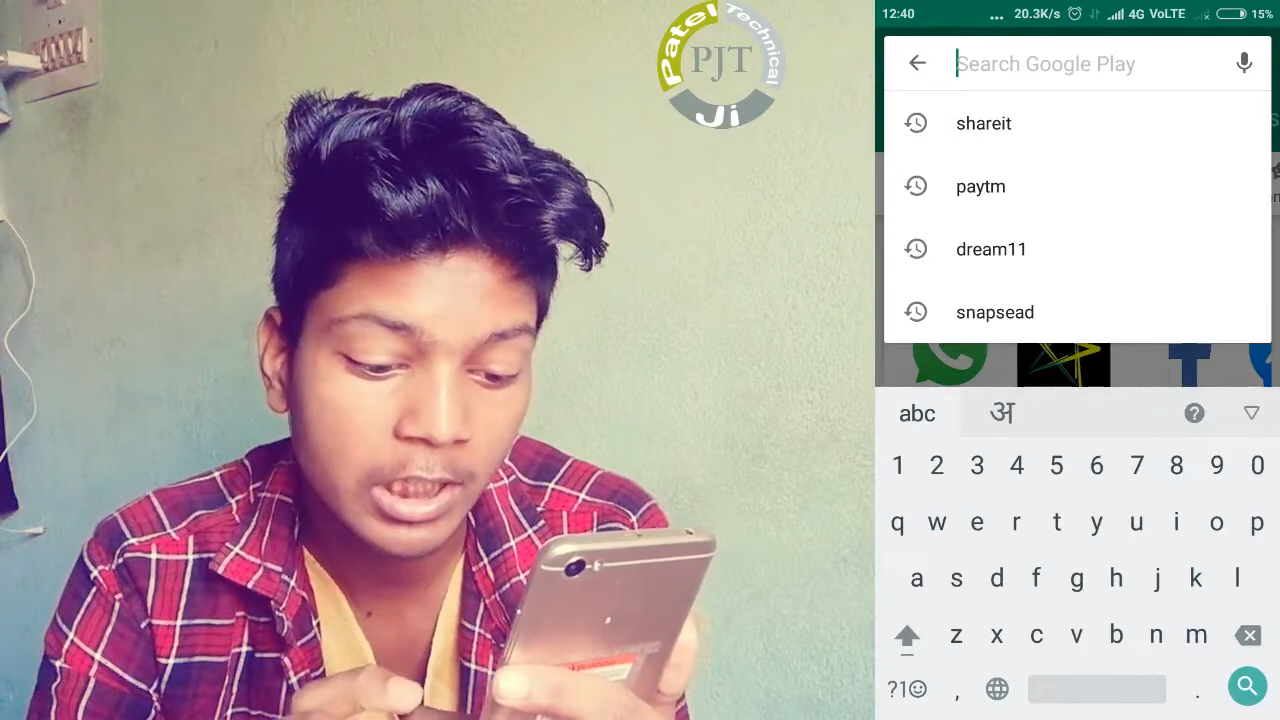 Patel
Technical
PJT
Ji
12:40
... 20.3K/s 4G VoLTE 15%
Search Google Play
shareit
paytm
dream11
snapsead
abc अ ?
1 2 3 4 5 6 7 8 9 0
q w e r t y u i o p
a s d f g h j k l
z x c v b n m
?1☺ , .